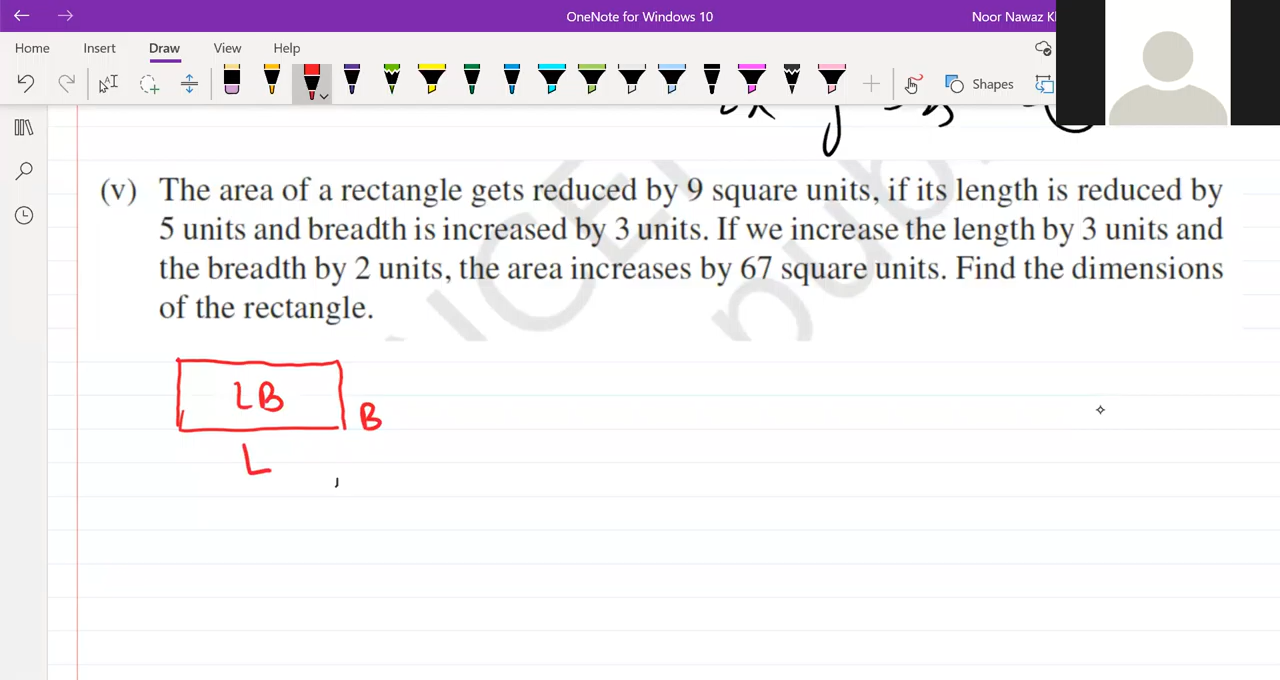 OneNote for Windows 10
Noor Nawaz Kh
Home Insert Draw View Help
Shapes
(v) The area of a rectangle gets reduced by 9 square units, if its length is reduced by
5 units and breadth is increased by 3 units. If we increase the length by 3 units and
the breadth by 2 units, the area increases by 67 square units. Find the dimensions
of the rectangle.
LB
B
L